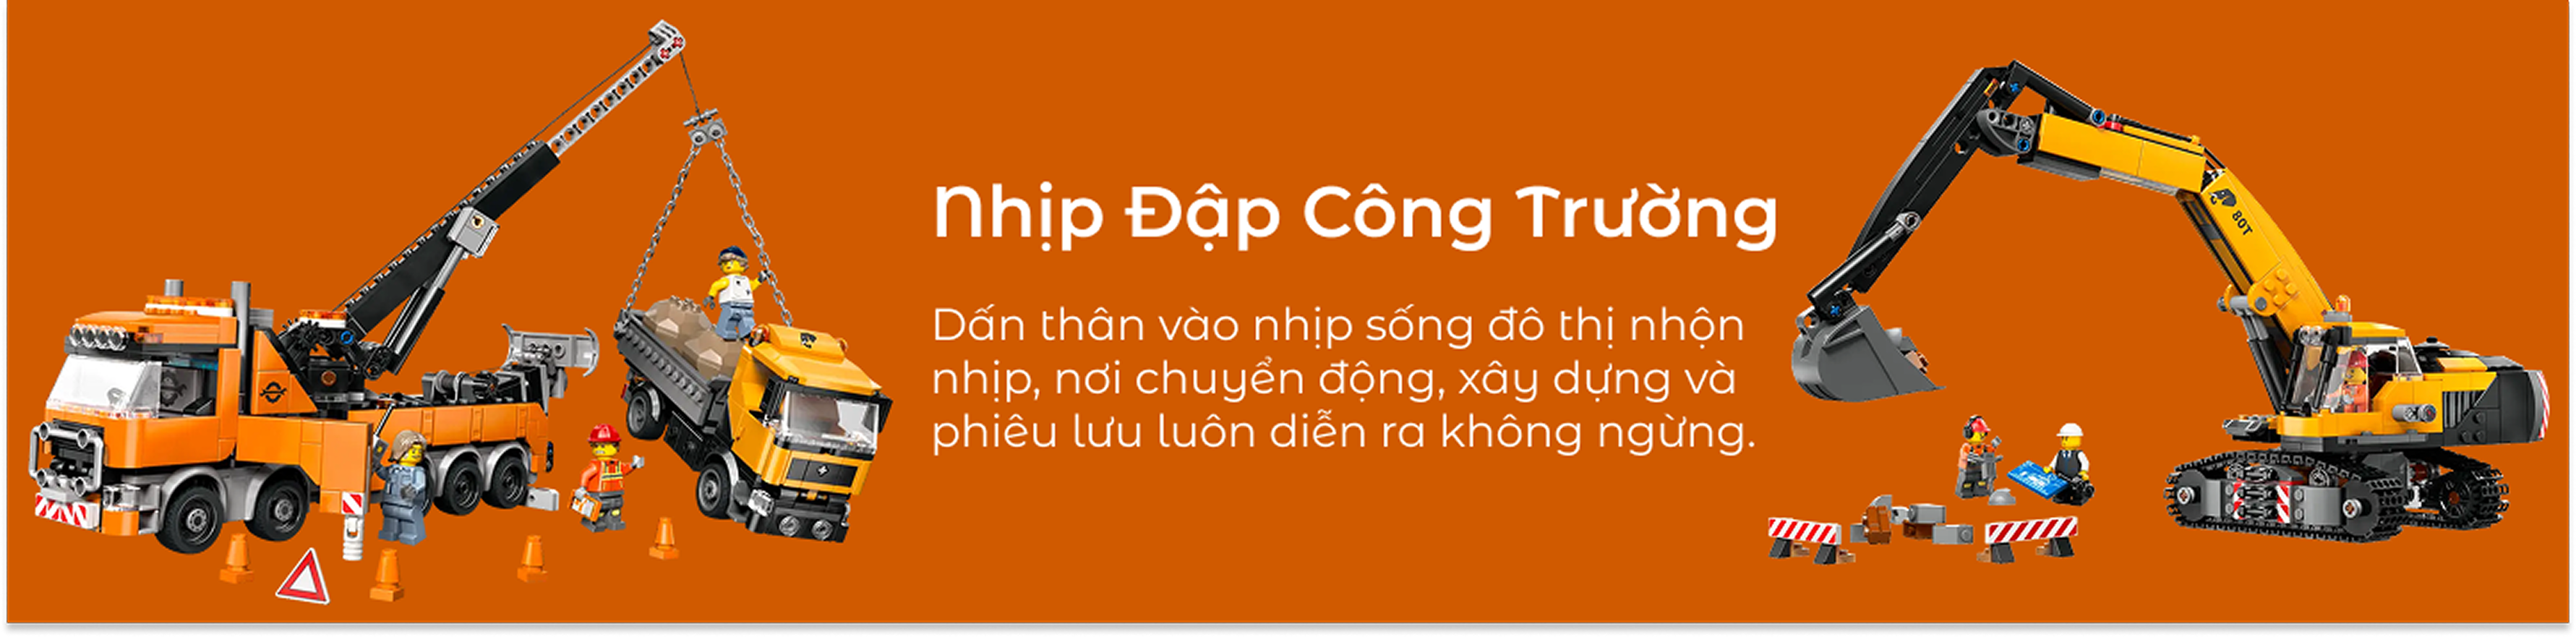 Nhịp Đập Công Trường
Dấn thân vào nhịp sống đô thị nhộn
nhịp, nơi chuyển động, xây dựng và
phiêu lưu luôn diễn ra không ngừng.
80T